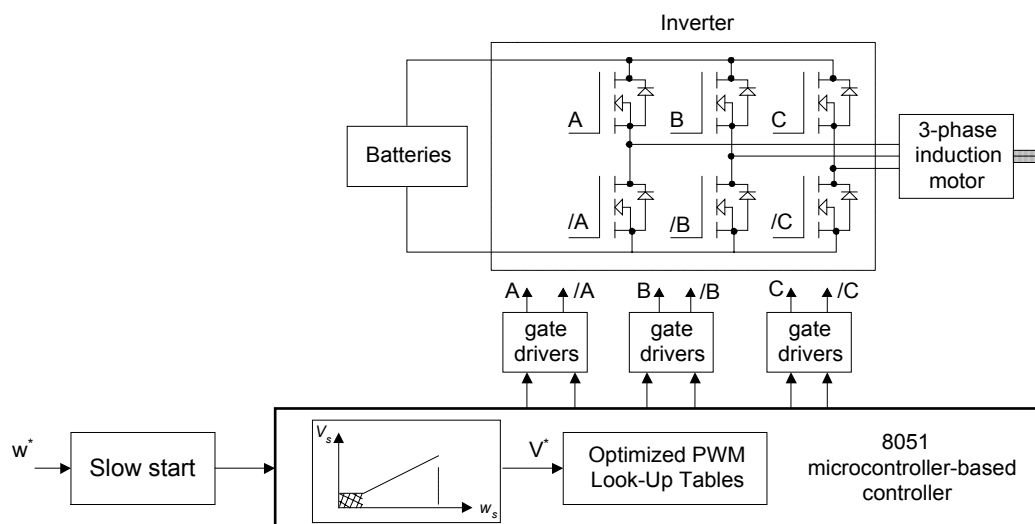 Inverter
A
B
C
Batteries
3-phase
induction
motor
/A
/B
/C
A
/A
B
/B
C
/C
gate
drivers
gate
drivers
gate
drivers
w*
Slow start
Vs
ws
V*
Optimized PWM
Look-Up Tables
8051
microcontroller-based
controller